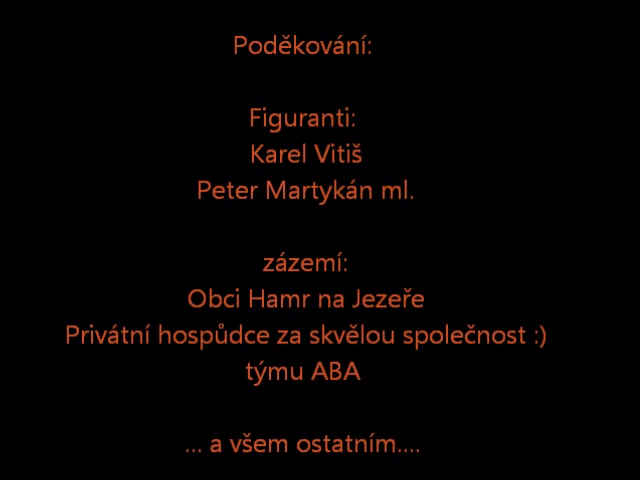 Poděkování:
Figuranti:
Karel Vitiš
Peter Martykán ml.
zázemí:
Obci Hamr na Jezeře
Privátní hospůdce za skvělou společnost :)
týmu ABA
... a všem ostatním....